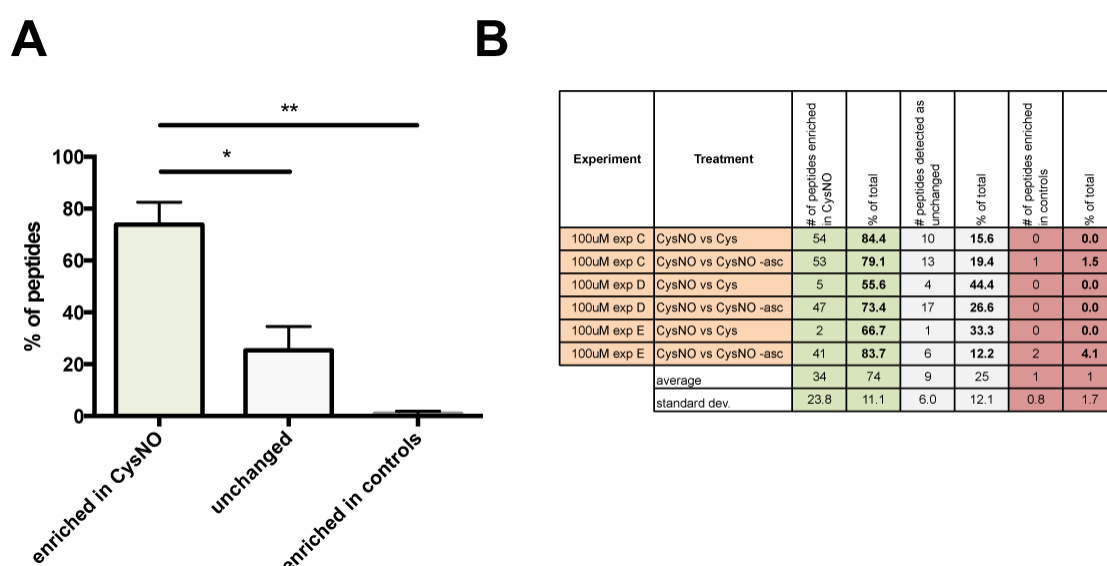 A
B
**
*
100
80
60
40
20
0
% of peptides
enriched in CysNO
unchanged
enriched in controls
Experiment
Treatment
# of peptides enriched
in CysNO
% of total
# peptides detected as
unchanged
% of total
# of peptides enriched
in controls
% of total
100uM exp C CysNO vs Cys 54 84.4 10 15.6 0 0.0
100uM exp C CysNO vs CysNO -asc 53 79.1 13 19.4 1 1.5
100uM exp D CysNO vs Cys 5 55.6 4 44.4 0 0.0
100uM exp D CysNO vs CysNO -asc 47 73.4 17 26.6 0 0.0
100uM exp E CysNO vs Cys 2 66.7 1 33.3 0 0.0
100uM exp E CysNO vs CysNO -asc 41 83.7 6 12.2 2 4.1
average 34 74 9 25 1 1
standard dev. 23.8 11.1 6.0 12.1 0.8 1.7